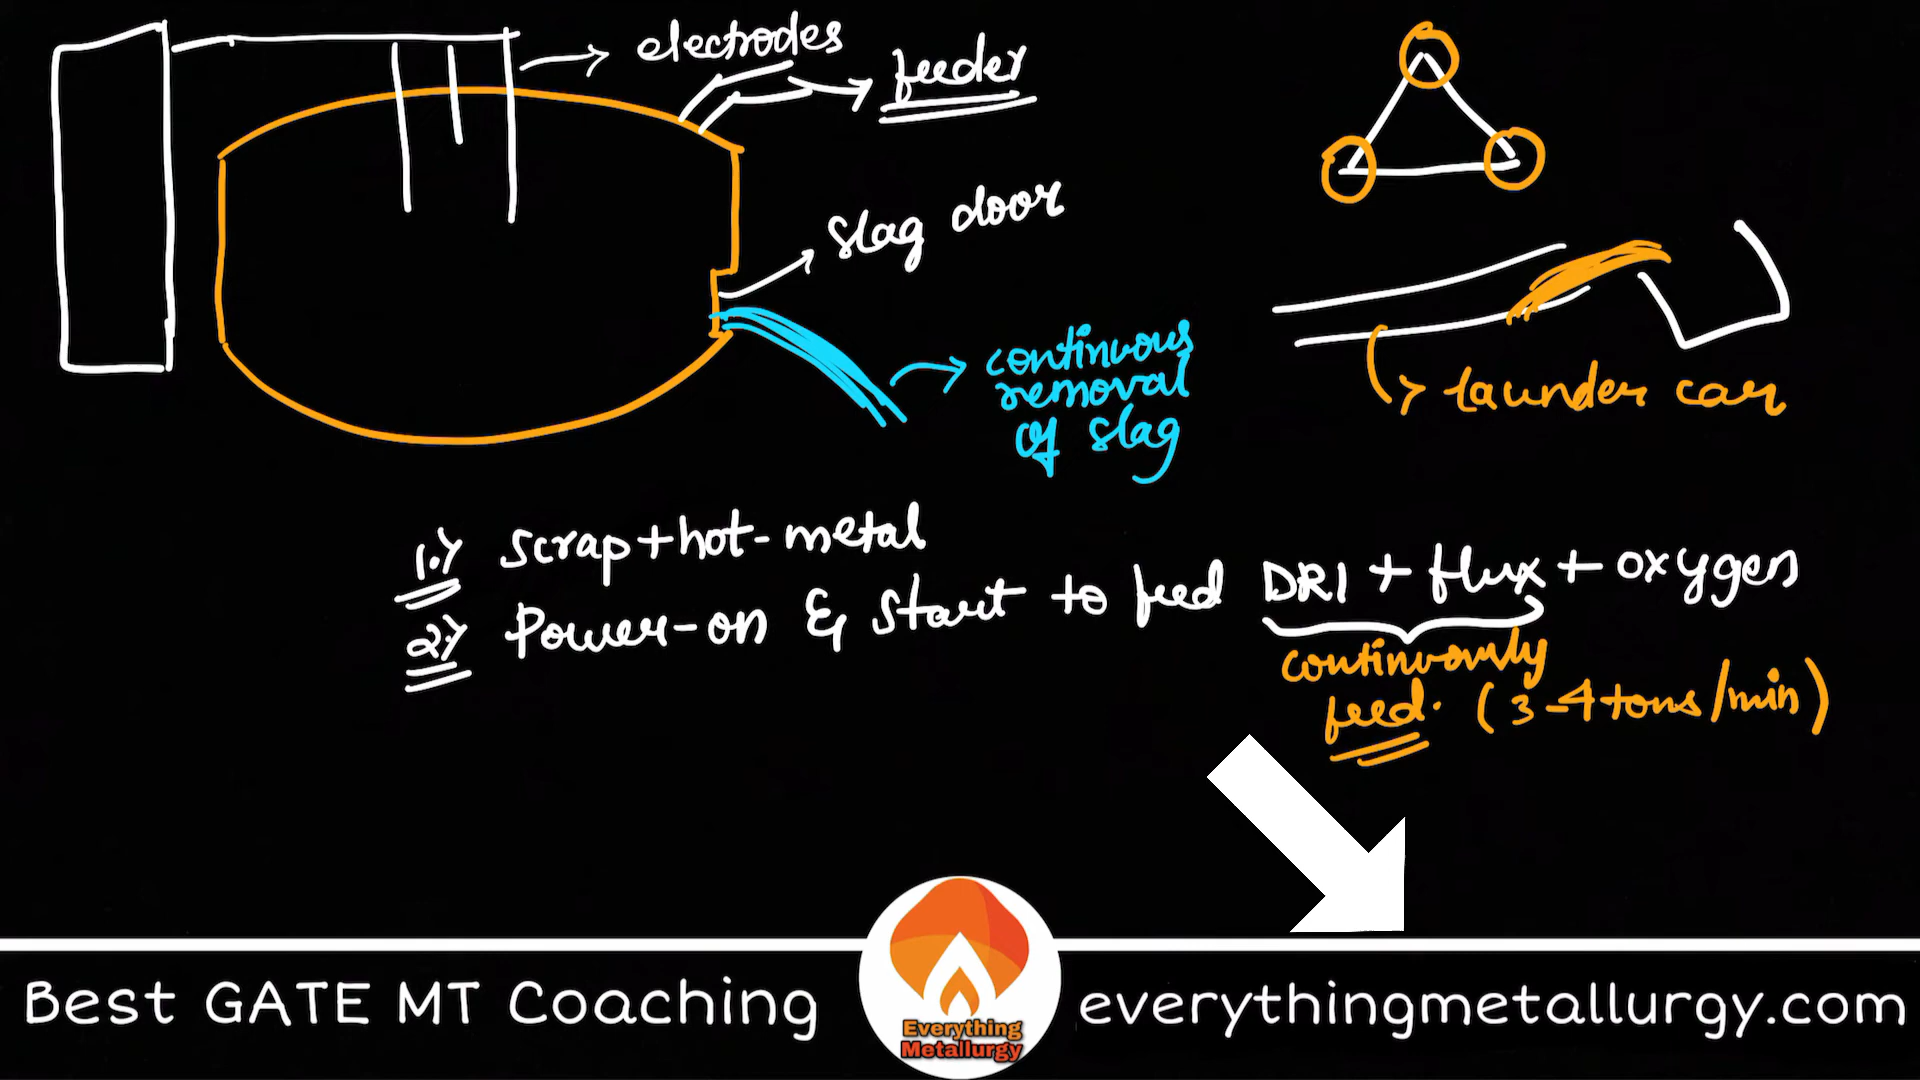 electrodes
feeder
slag door
continuous
removal
of slag
launder car
1.> scrap+hot-metal
2.> Power-on & start to feed DRI + flux + oxygen
continuously
feed. (3-4 tons/min)
Best GATE MT Coaching
Everything
Metallurgy
everythingmetallurgy.com